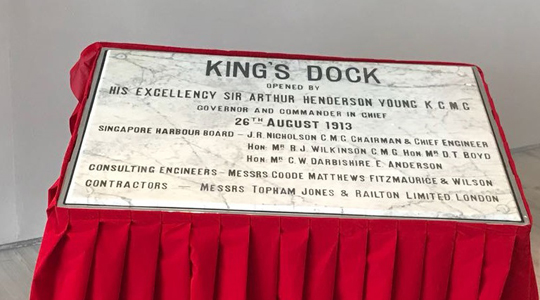 KING'S DOCK
OPENED BY
HIS EXCELLENCY SIR ARTHUR HENDERSON YOUNG K.C.M.G.
GOVERNOR AND COMMANDER IN CHIEF
26TH AUGUST 1913
SINGAPORE HARBOUR BOARD – J.R. NICHOLSON C.M.G. CHAIRMAN & CHIEF ENGINEER
HON: MR R.J. WILKINSON C.M.G. HON: MR D.T. BOYD
HON: MR C.W. DARBISHIRE E. ANDERSON
CONSULTING ENGINEERS – MESSRS COODE MATTHEWS FITZMAURICE & WILSON
CONTRACTORS MESSRS TOPHAM JONES & RAILTON LIMITED LONDON